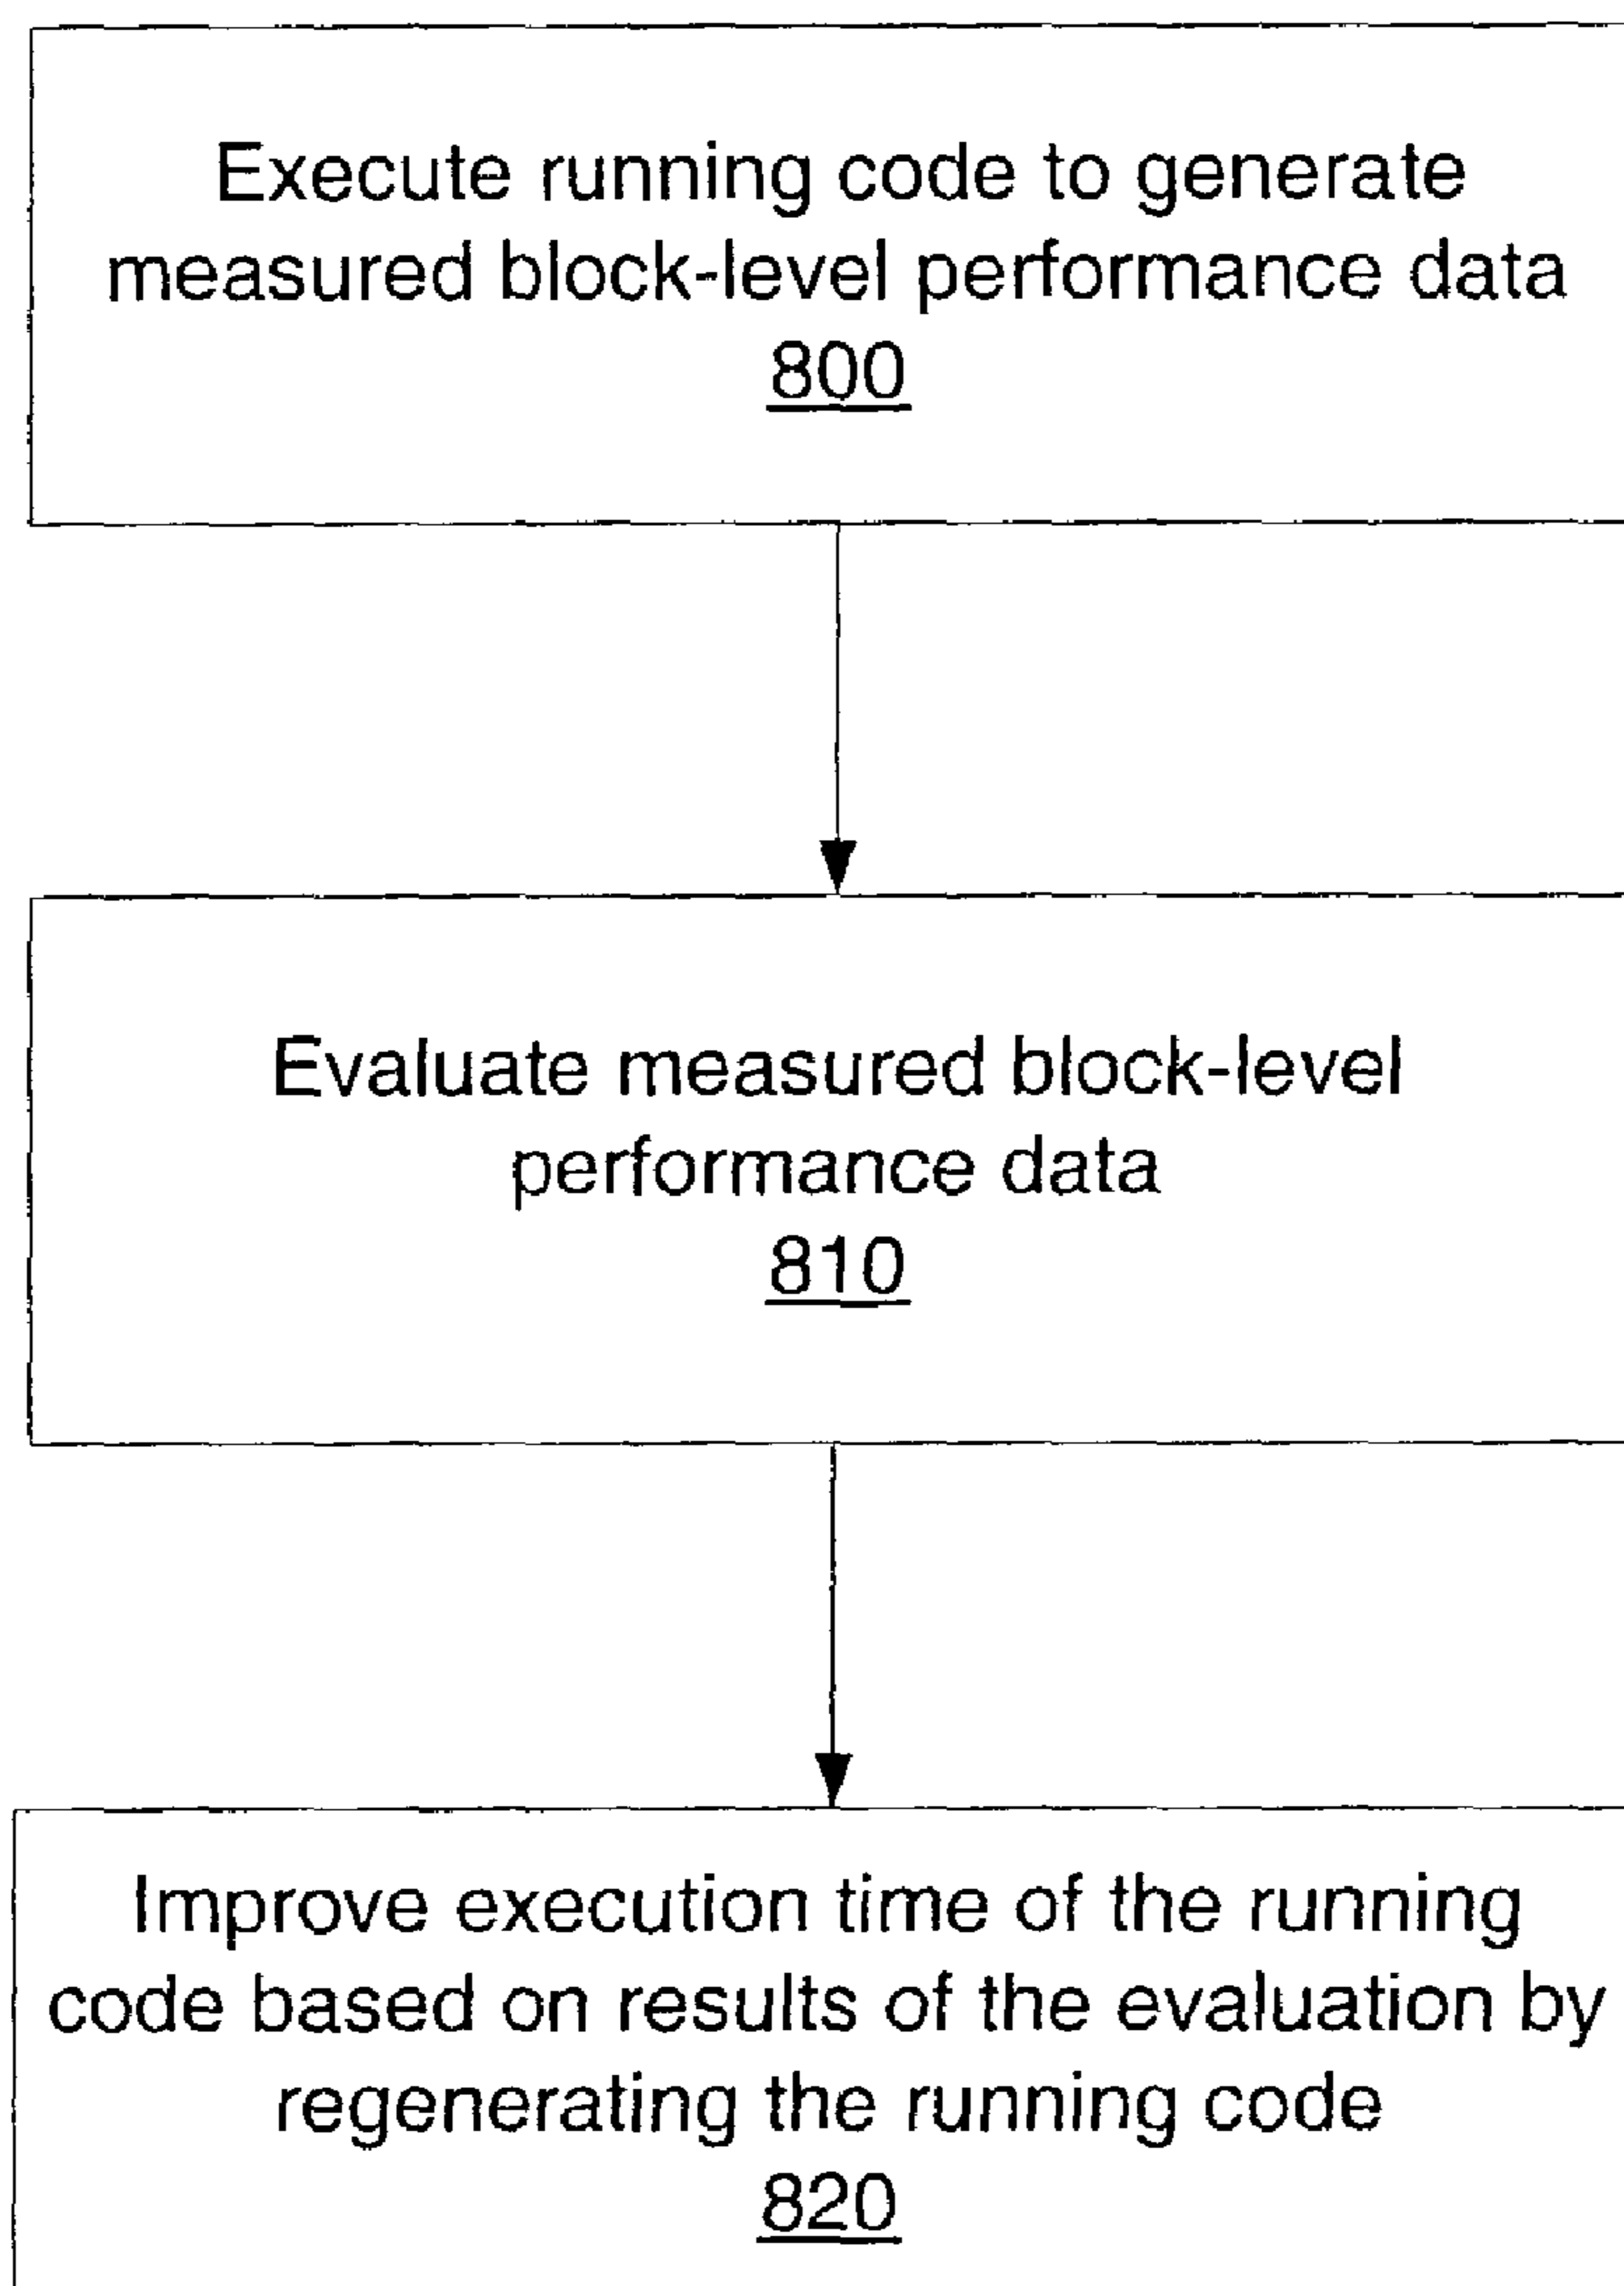 Execute running code to generate
measured block-level performance data
800
Evaluate measured block-level
performance data
810
Improve execution time of the running
code based on results of the evaluation by
regenerating the running code
820